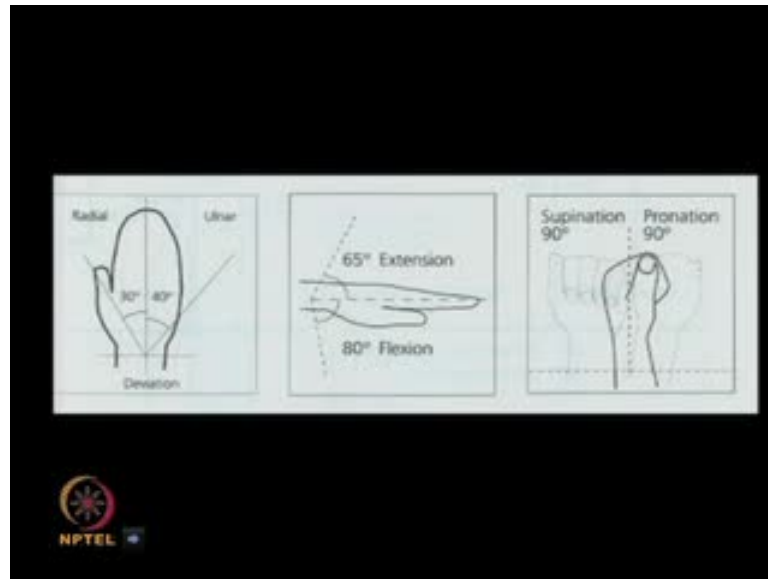 Radial
Ulnar
30°
40°
Deviation
65° Extension
80° Flexion
Supination Pronation
90° 90°
NPTEL